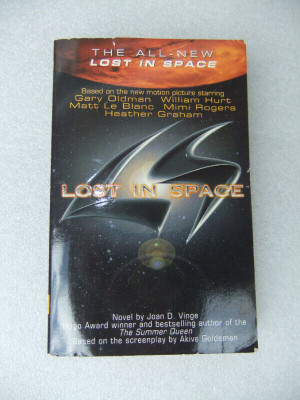 THE ALL-NEW
LOST IN SPACE
Based on the new motion picture starring
Gary Oldman William Hurt
Matt Le Blanc Mimi Rogers
Heather Graham
LOST IN SPACE
Novel by Joan D. Vinge
Hugo Award winner and bestselling author of the
The Summer Queen
Based on the screenplay by Akiva Goldsman